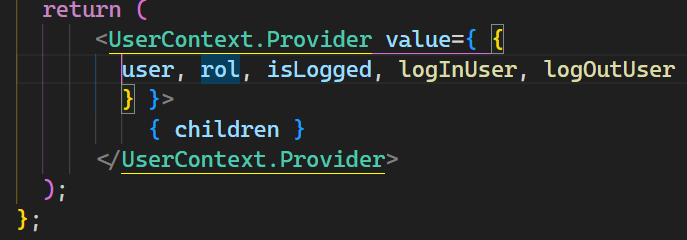 return (
<UserContext.Provider value={ {
user, rol, isLogged, logInUser, logOutUser
} }>
{ children }
</UserContext.Provider>
);
};